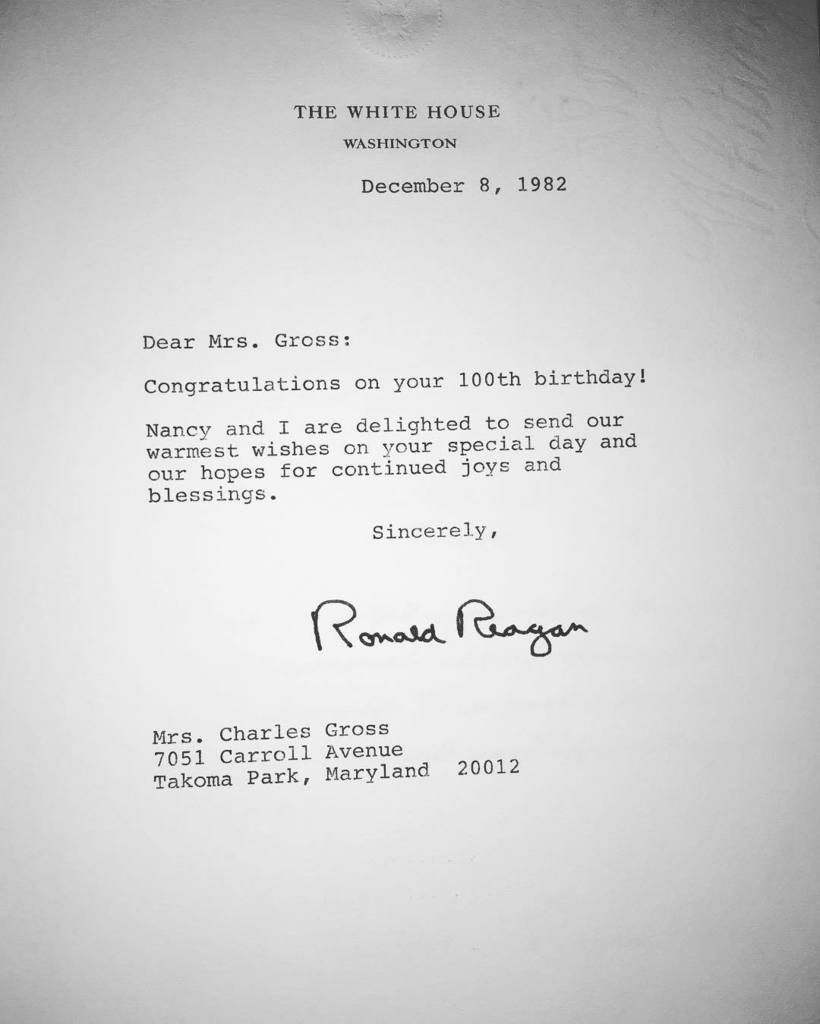 THE WHITE HOUSE
WASHINGTON
December 8, 1982
Dear Mrs. Gross:
Congratulations on your 100th birthday!
Nancy and I are delighted to send our
warmest wishes on your special day and
our hopes for continued joys and
blessings.
Sincerely,
Ronald Reagan
Mrs. Charles Gross
7051 Carroll Avenue
Takoma Park, Maryland 20012